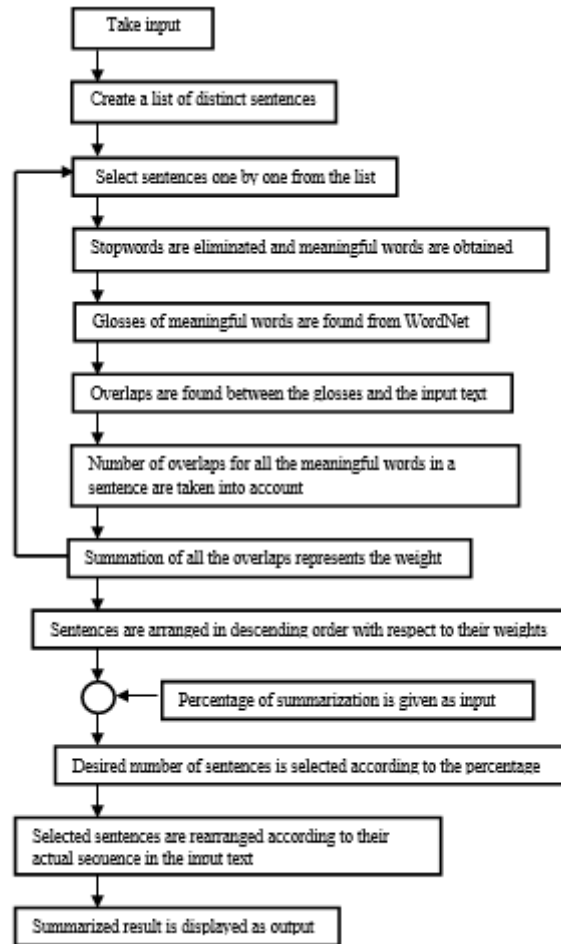 Take input
Create a list of distinct sentences
Select sentences one by one from the list
Stopwords are eliminated and meaningful words are obtained
Glosses of meaningful words are found from WordNet
Overlaps are found between the glosses and the input text
Number of overlaps for all the meaningful words in a
sentence are taken into account
Summation of all the overlaps represents the weight
Sentences are arranged in descending order with respect to their weights
Percentage of summarization is given as input
Desired number of sentences is selected according to the percentage
Selected sentences are rearranged according to their
actual sequence in the input text
Summarized result is displayed as output